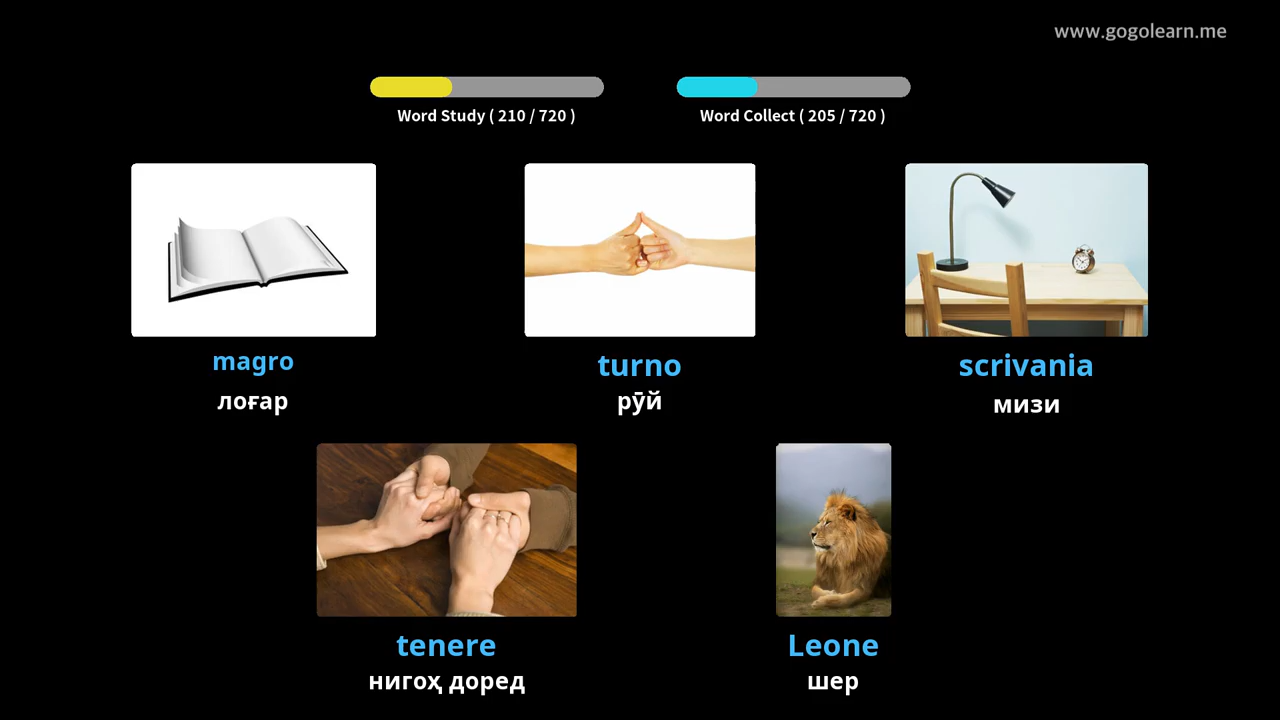 www.gogolearn.me
Word Study ( 210 / 720 )
Word Collect ( 205 / 720 )
magro
лоғар
turno
рӯй
scrivania
мизи
tenere
нигоҳ доред
Leone
шер